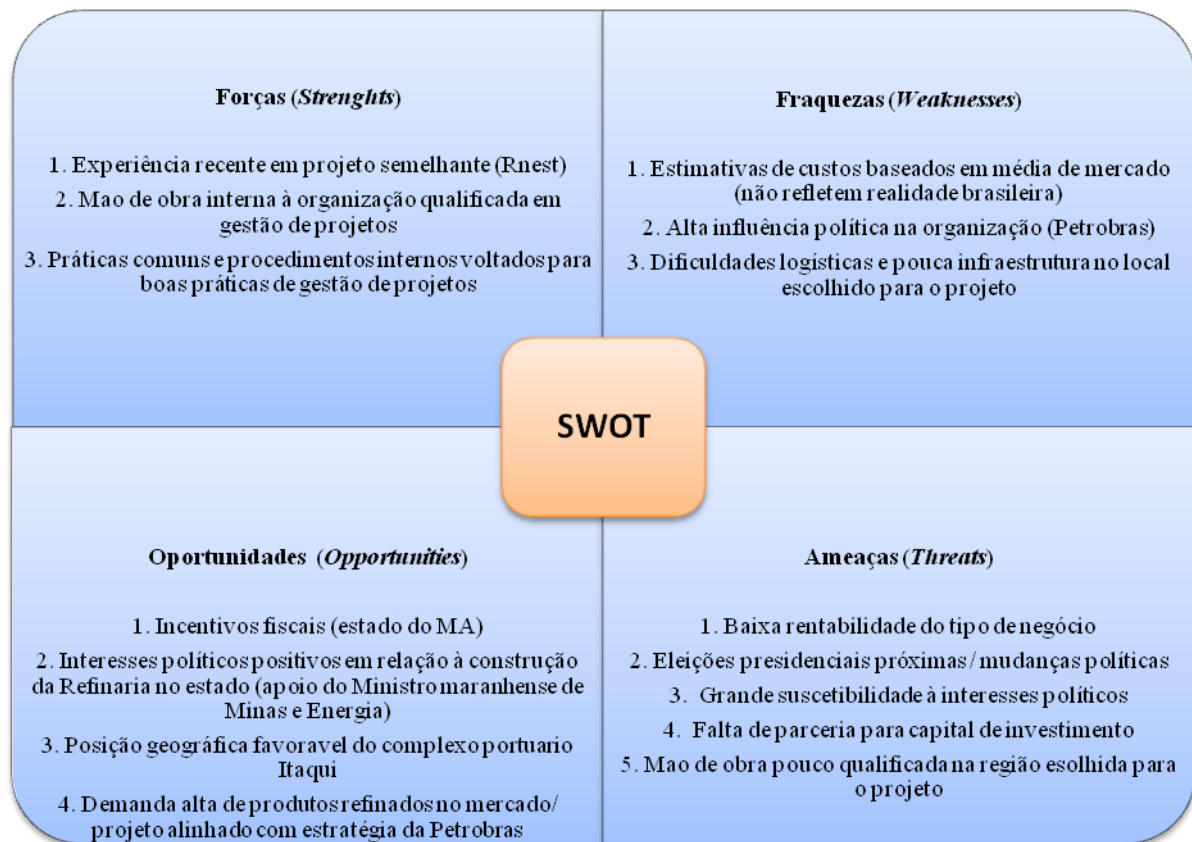 Forças (Strenghts)
1. Experiência recente em projeto semelhante (Rnest)
2. Mao de obra interna à organização qualificada em
gestão de projetos
3. Práticas comuns e procedimentos internos voltados para
boas práticas de gestão de projetos
Fraquezas (Weaknesses)
1. Estimativas de custos baseados em média de mercado
(não refletem realidade brasileira)
2. Alta influência política na organização (Petrobras)
3. Dificuldades logísticas e pouca infraestrutura no local
escolhido para o projeto
SWOT
Oportunidades (Opportunities)
1. Incentivos fiscais (estado do MA)
2. Interesses políticos positivos em relação à construção
da Refinaria no estado (apoio do Ministro maranhense de
Minas e Energia)
3. Posição geográfica favoravel do complexo portuario
Itaqui
4. Demanda alta de produtos refinados no mercado/
projeto alinhado com estratégia da Petrobras
Ameaças (Threats)
1. Baixa rentabilidade do tipo de negócio
2. Eleições presidenciais próximas / mudanças políticas
3. Grande suscetibilidade à interesses políticos
4. Falta de parceria para capital de investimento
5. Mao de obra pouco qualificada na região esolhida para
o projeto